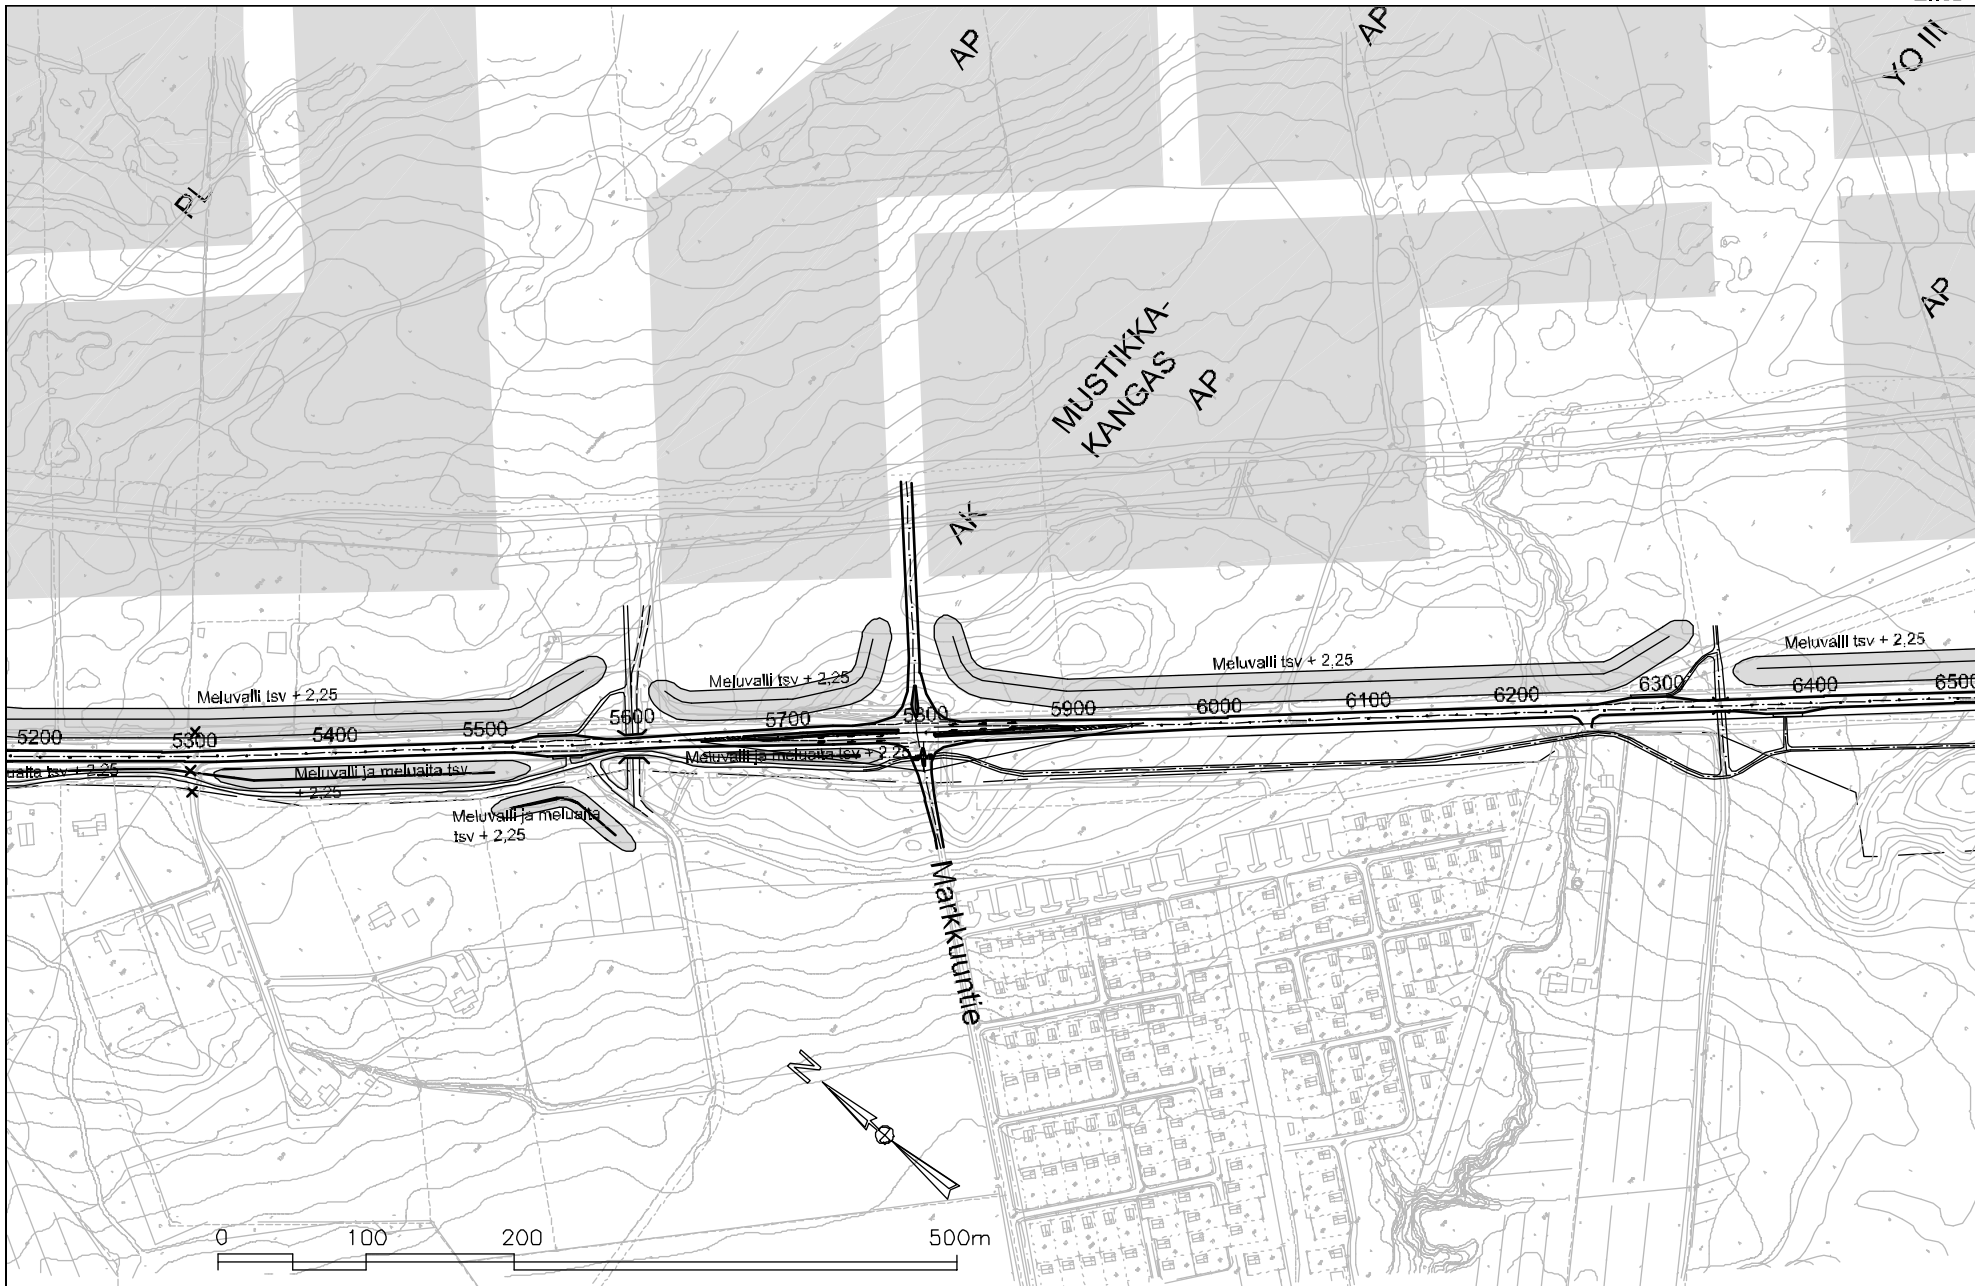 AP
AP
YO III
PL
AP
MUSTIKKA-
KANGAS
AP
AK
Meluvalli tsv + 2,25
Meluvalli tsv + 2,25
Meluvalli tsv + 2,25
Meluvalli tsv + 2,25
5200
5300
5400
5500
5600
5700
5800
5900
6000
6100
6200
6300
6400
6500
tsv + 2,25
Meluvalli ja meluaita tsv
+ 2,25
Meluvalli ja meluaita tsv + 2,25
Meluvalli ja meluaita
tsv + 2,25
Markkuuntie
N
0 100 200 500m